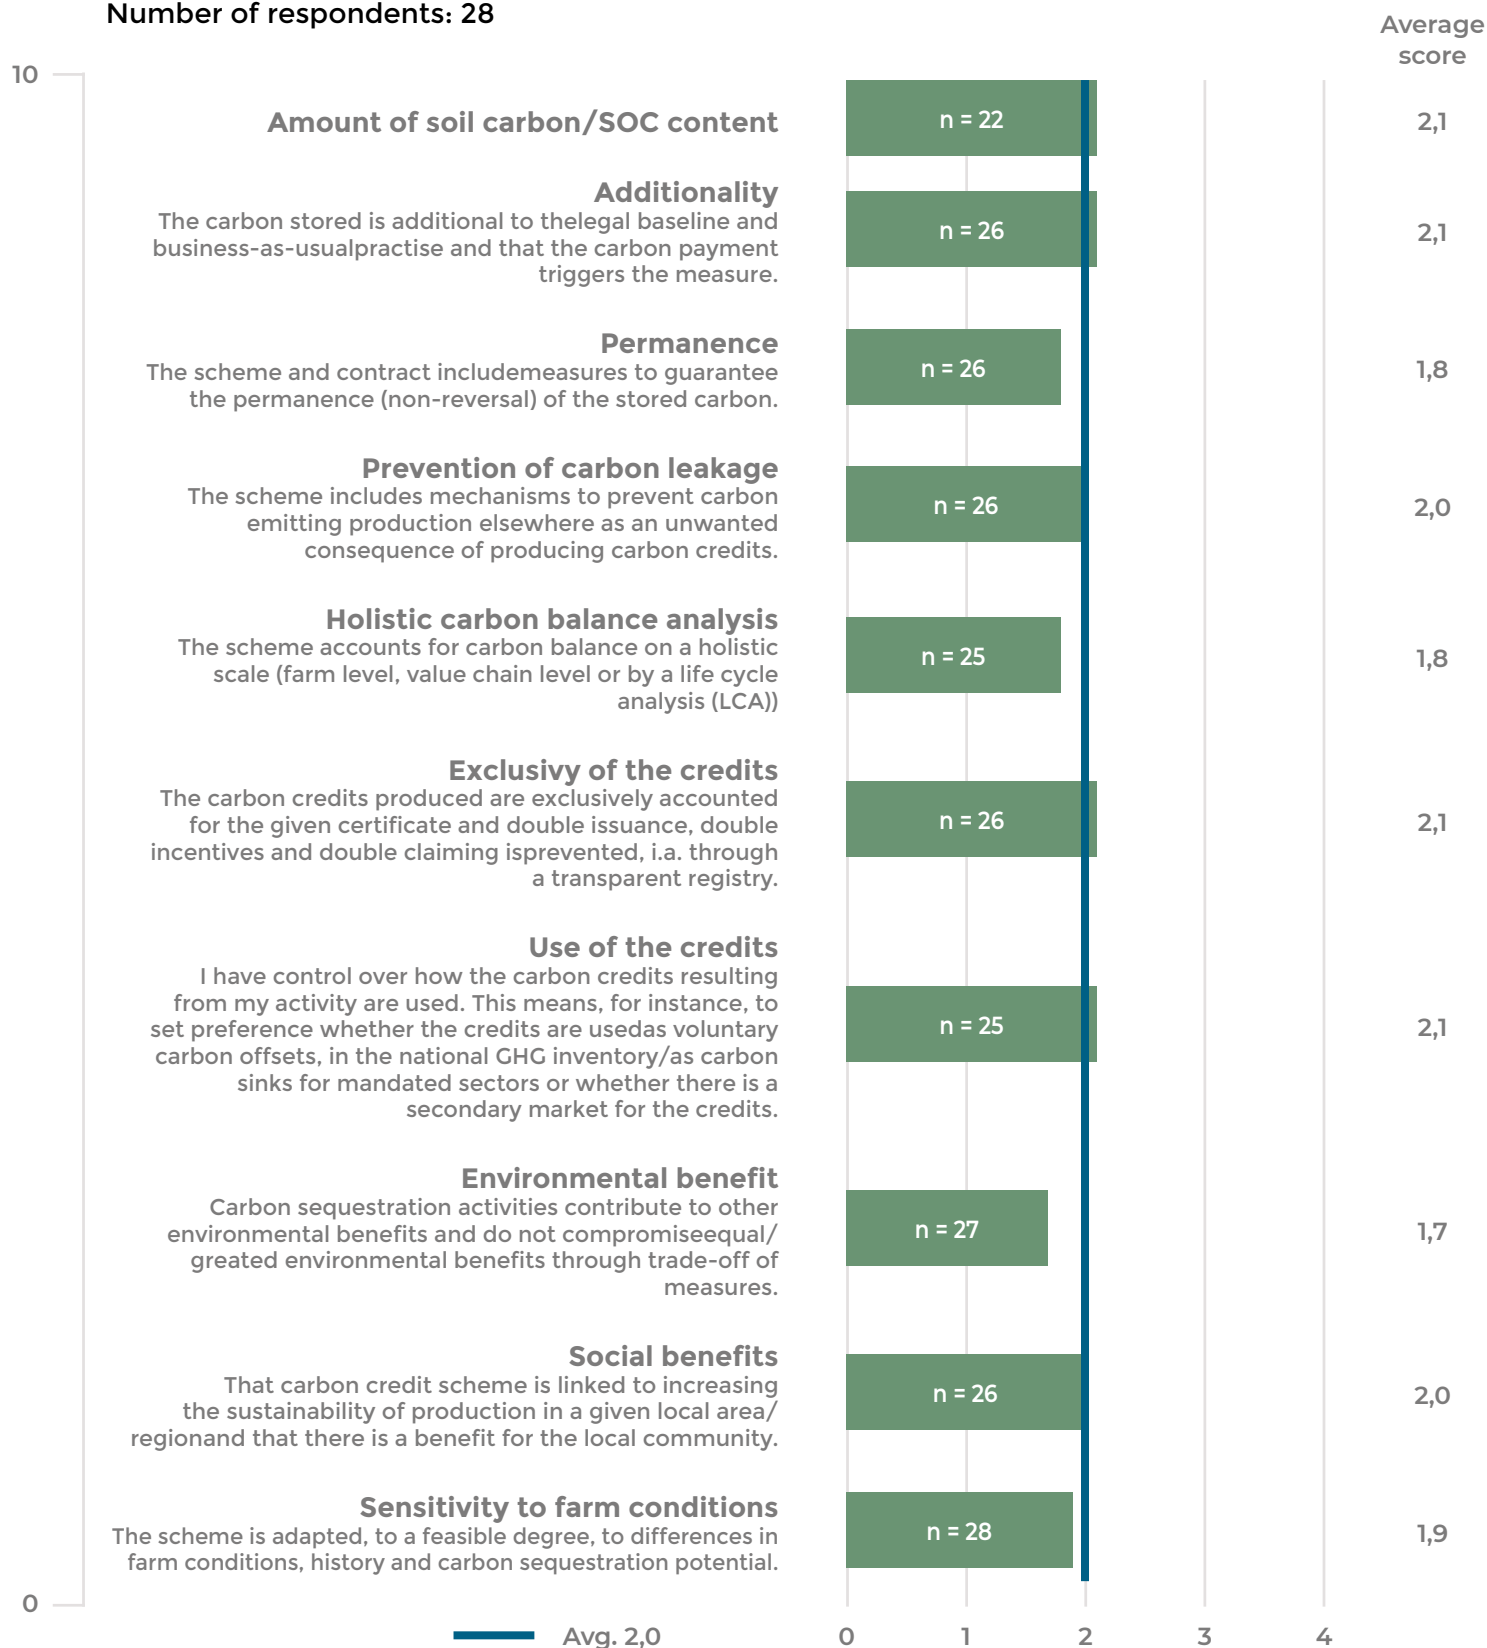 Number of respondents: 28
Average
score
10
Amount of soil carbon/SOC content
n = 22
2,1
Additionality
The carbon stored is additional to thelegal baseline and
business-as-usualpractise and that the carbon payment
triggers the measure.
n = 26
2,1
Permanence
The scheme and contract includemeasures to guarantee
the permanence (non-reversal) of the stored carbon.
n = 26
1,8
Prevention of carbon leakage
The scheme includes mechanisms to prevent carbon
emitting production elsewhere as an unwanted
consequence of producing carbon credits.
n = 26
2,0
Holistic carbon balance analysis
The scheme accounts for carbon balance on a holistic
scale (farm level, value chain level or by a life cycle
analysis (LCA))
n = 25
1,8
Exclusivy of the credits
The carbon credits produced are exclusively accounted
for the given certificate and double issuance, double
incentives and double claiming isprevented, i.a. through
a transparent registry.
n = 26
2,1
Use of the credits
I have control over how the carbon credits resulting
from my activity are used. This means, for instance, to
set preference whether the credits are usedas voluntary
carbon offsets, in the national GHG inventory/as carbon
sinks for mandated sectors or whether there is a
secondary market for the credits.
n = 25
2,1
Environmental benefit
Carbon sequestration activities contribute to other
environmental benefits and do not compromiseequal/
greated environmental benefits through trade-off of
measures.
n = 27
1,7
Social benefits
That carbon credit scheme is linked to increasing
the sustainability of production in a given local area/
regionand that there is a benefit for the local community.
n = 26
2,0
Sensitivity to farm conditions
The scheme is adapted, to a feasible degree, to differences in
farm conditions, history and carbon sequestration potential.
n = 28
1,9
0
Avg. 2,0
0 1 2 3 4